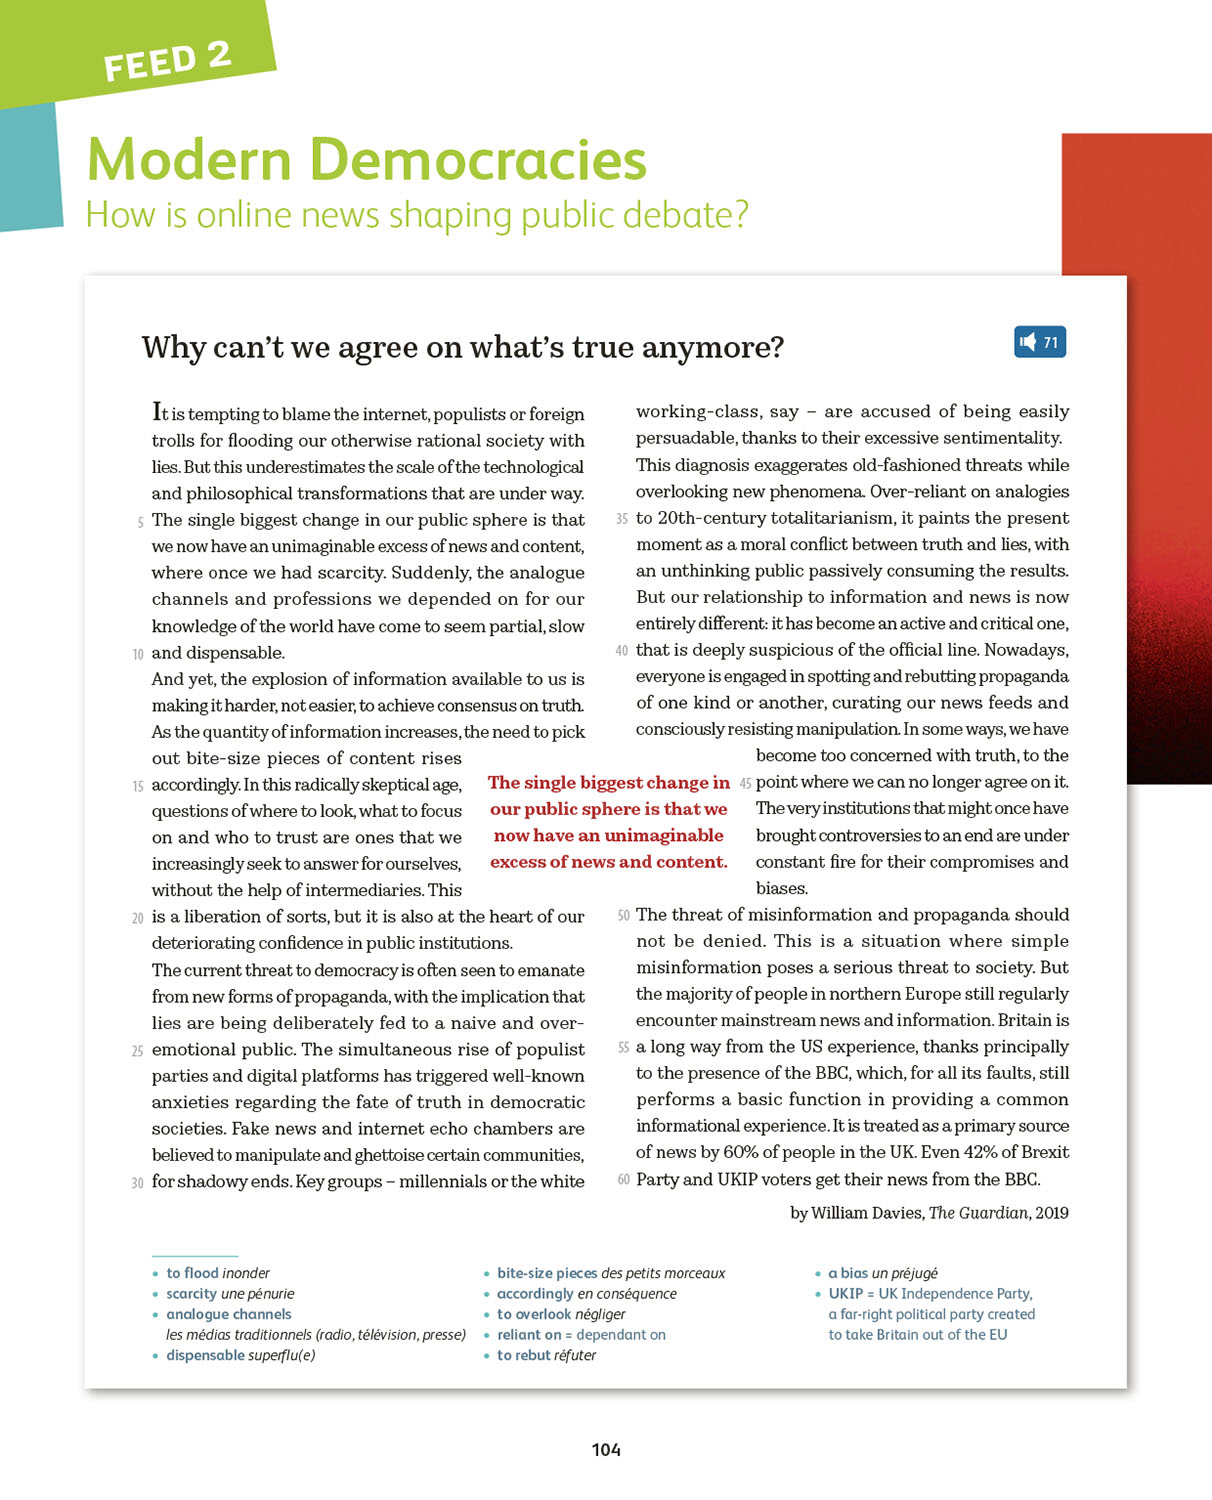 FEED 2
Modern Democracies
How is online news shaping public debate?
Why can't we agree on what's true anymore?
71
It is tempting to blame the internet, populists or foreign
trolls for flooding our otherwise rational society with
lies. But this underestimates the scale of the technological
and philosophical transformations that are under way.
5 The single biggest change in our public sphere is that
we now have an unimaginable excess of news and content,
where once we had scarcity. Suddenly, the analogue
channels and professions we depended on for our
knowledge of the world have come to seem partial, slow
10 and dispensable.
And yet, the explosion of information available to us is
making it harder, not easier, to achieve consensus on truth.
As the quantity of information increases, the need to pick
out bite-size pieces of content rises
15 accordingly. In this radically skeptical age,
questions of where to look, what to focus
on and who to trust are ones that we
increasingly seek to answer for ourselves,
without the help of intermediaries. This
20 is a liberation of sorts, but it is also at the heart of our
deteriorating confidence in public institutions.
The current threat to democracy is often seen to emanate
from new forms of propaganda, with the implication that
lies are being deliberately fed to a naive and over-
25 emotional public. The simultaneous rise of populist
parties and digital platforms has triggered well-known
anxieties regarding the fate of truth in democratic
societies. Fake news and internet echo chambers are
believed to manipulate and ghettoise certain communities,
30 for shadowy ends. Key groups – millennials or the white
The single biggest change in
our public sphere is that we
now have an unimaginable
excess of news and content.
working-class, say – are accused of being easily
persuadable, thanks to their excessive sentimentality.
This diagnosis exaggerates old-fashioned threats while
overlooking new phenomena. Over-reliant on analogies
35 to 20th-century totalitarianism, it paints the present
moment as a moral conflict between truth and lies, with
an unthinking public passively consuming the results.
But our relationship to information and news is now
entirely different: it has become an active and critical one,
40 that is deeply suspicious of the official line. Nowadays,
everyone is engaged in spotting and rebutting propaganda
of one kind or another, curating our news feeds and
consciously resisting manipulation. In some ways, we have
become too concerned with truth, to the
45 point where we can no longer agree on it.
The very institutions that might once have
brought controversies to an end are under
constant fire for their compromises and
biases.
50 The threat of misinformation and propaganda should
not be denied. This is a situation where simple
misinformation poses a serious threat to society. But
the majority of people in northern Europe still regularly
encounter mainstream news and information. Britain is
55 a long way from the US experience, thanks principally
to the presence of the BBC, which, for all its faults, still
performs a basic function in providing a common
informational experience. It is treated as a primary source
of news by 60% of people in the UK. Even 42% of Brexit
60 Party and UKIP voters get their news from the BBC.
by William Davies, The Guardian, 2019
• to flood inonder
• scarcity une pénurie
• analogue channels
les médias traditionnels (radio, télévision, presse)
• dispensable superflu(e)
• bite-size pieces des petits morceaux
• accordingly en conséquence
• to overlook négliger
• reliant on = dependant on
• to rebut réfuter
• a bias un préjugé
• UKIP = UK Independence Party,
a far-right political party created
to take Britain out of the EU
104